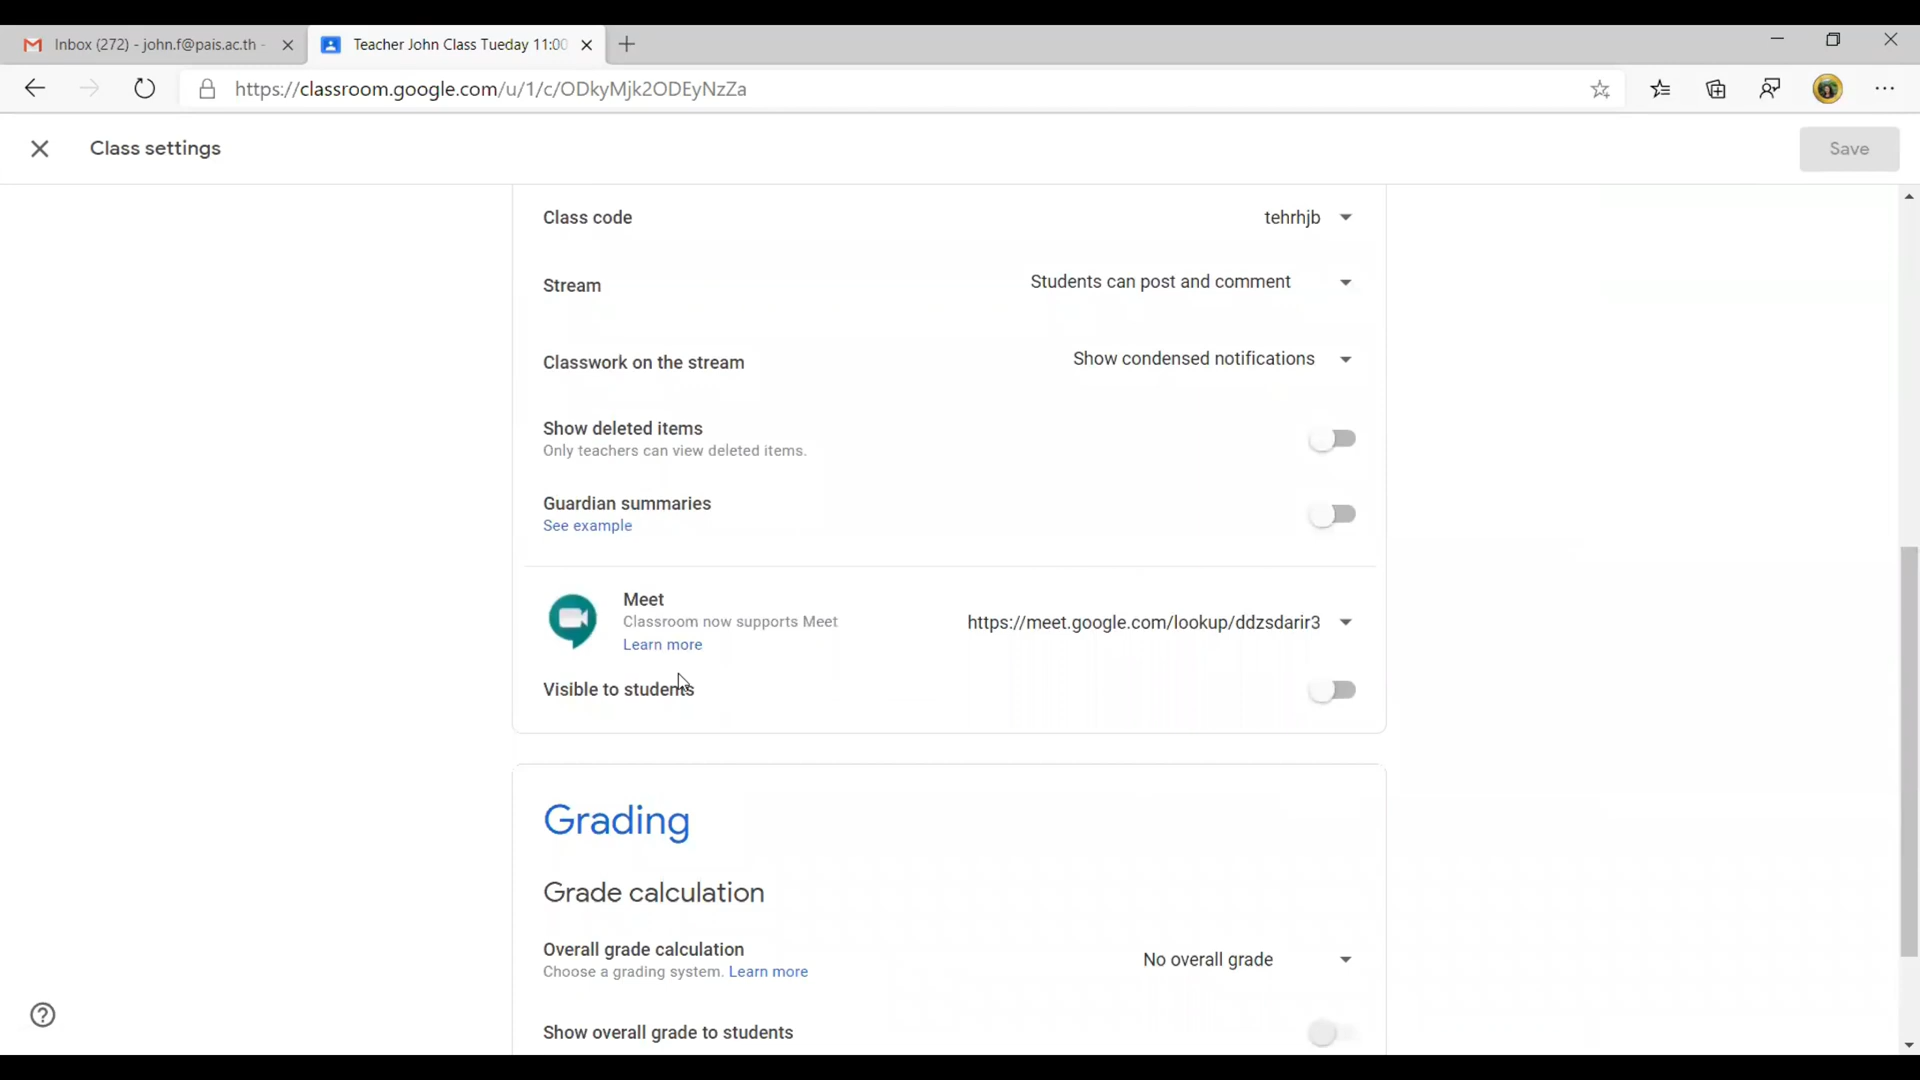 Inbox (272) - john.f@pais.ac.th -
Teacher John Class Tueday 11:00
https://classroom.google.com/u/1/c/ODkyMjk2ODEyNzZa
Class settings
Save
Class code
tehrhjb
Stream
Students can post and comment
Classwork on the stream
Show condensed notifications
Show deleted items
Only teachers can view deleted items.
Guardian summaries
See example
Meet
Classroom now supports Meet
Learn more
https://meet.google.com/lookup/ddzsdarir3
Visible to students
Grading
Grade calculation
Overall grade calculation
Choose a grading system. Learn more
No overall grade
Show overall grade to students